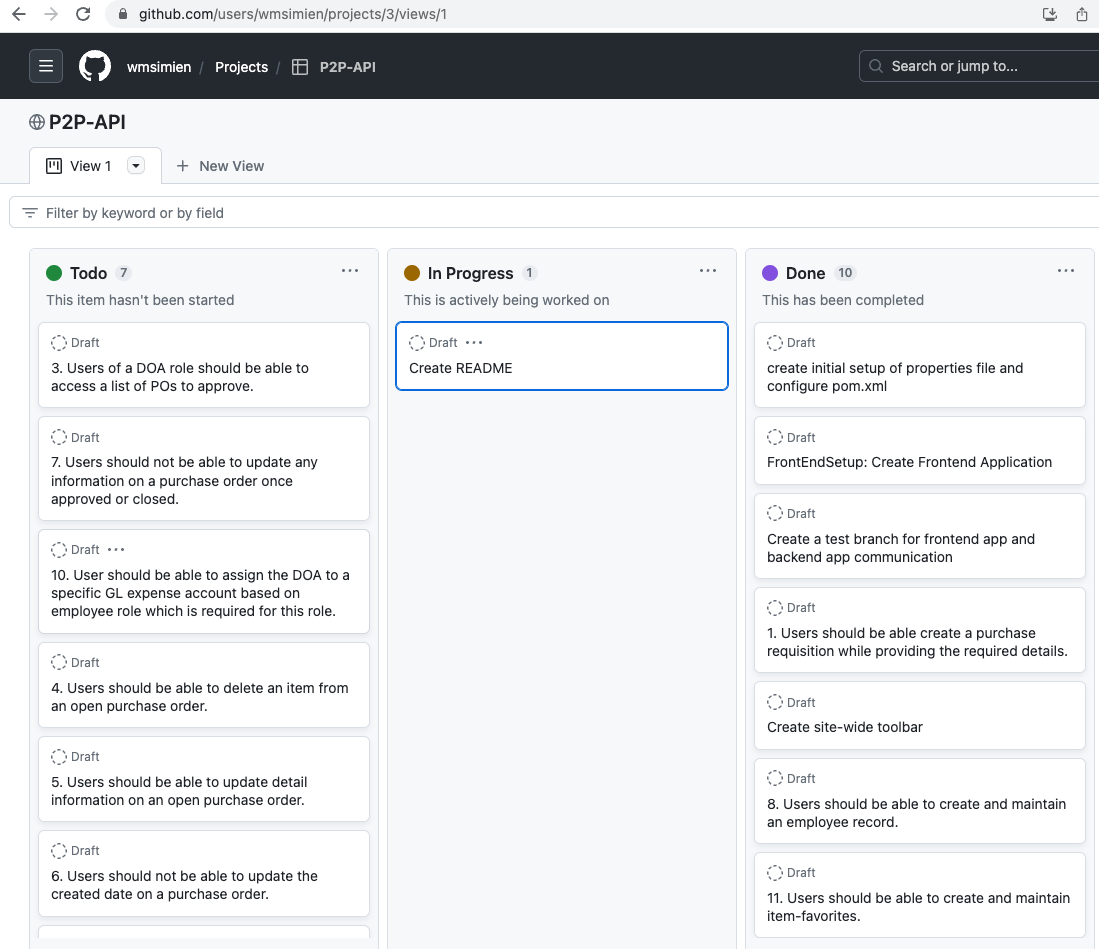 github.com/users/wmsimien/projects/3/views/1
wmsimien / Projects / P2P-API
Search or jump to...
P2P-API
View 1
New View
Filter by keyword or by field
Todo 7
This item hasn't been started
Draft
3. Users of a DOA role should be able to
access a list of POs to approve.
Draft
7. Users should not be able to update any
information on a purchase order once
approved or closed.
Draft ...
10. User should be able to assign the DOA to a
specific GL expense account based on
employee role which is required for this role.
Draft
4. Users should be able to delete an item from
an open purchase order.
Draft
5. Users should be able to update detail
information on an open purchase order.
Draft
6. Users should not be able to update the
created date on a purchase order.
In Progress 1
This is actively being worked on
Draft ...
Create README
Done 10
This has been completed
Draft
create initial setup of properties file and
configure pom.xml
Draft
FrontEndSetup: Create Frontend Application
Draft
Create a test branch for frontend app and
backend app communication
Draft
1. Users should be able create a purchase
requisition while providing the required details.
Draft
Create site-wide toolbar
Draft
8. Users should be able to create and maintain
an employee record.
Draft
11. Users should be able to create and maintain
item-favorites.